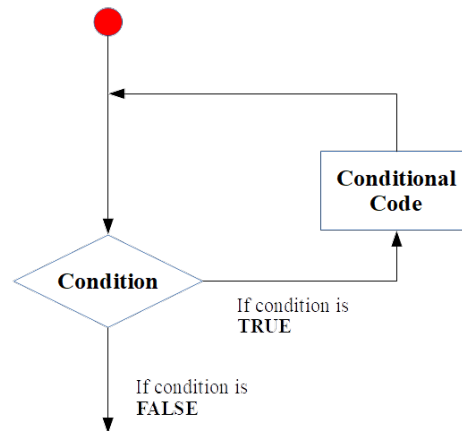 Conditional
Code
Condition
If condition is
TRUE
If condition is
FALSE